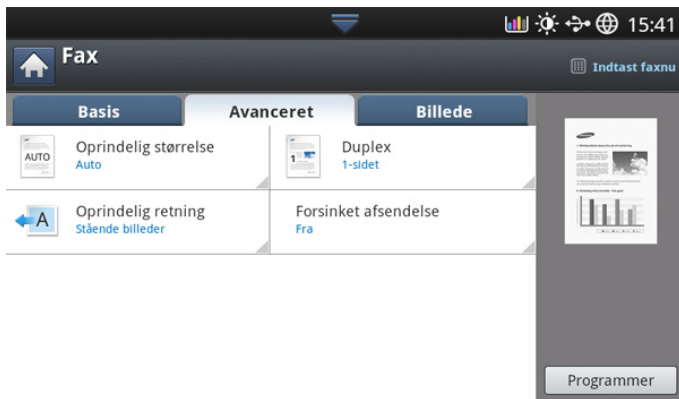 15:41
Fax
Indtast faxnu
Basis
Avanceret
Billede
AUTO
Oprindelig størrelse
Auto
1
Duplex
1-sidet
A
Oprindelig retning
Stående billeder
Forsinket afsendelse
Fra
Programmer